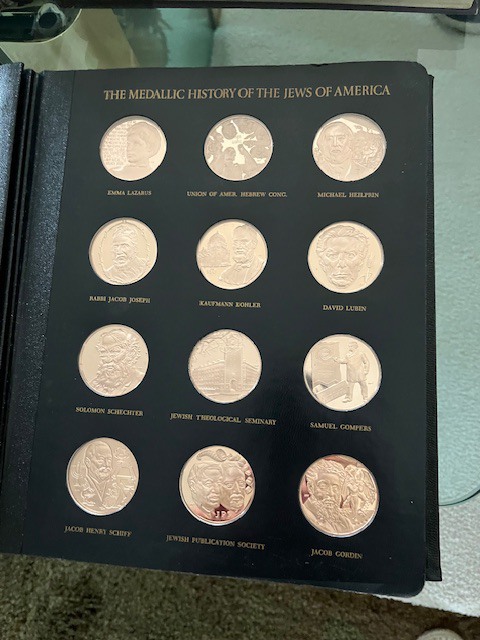 THE MEDALLIC HISTORY OF THE JEWS OF AMERICA
EMMA LAZARUS
UNION OF AMER. HEBREW CONG.
MICHAEL HEILPRIN
RABBI JACOB JOSEPH
KAUFMANN KOHLER
DAVID LUBIN
SOLOMON SCHECHTER
JEWISH THEOLOGICAL SEMINARY
SAMUEL GOMPERS
JACOB HENRY SCHIFF
JEWISH PUBLICATION SOCIETY
JACOB GORDIN